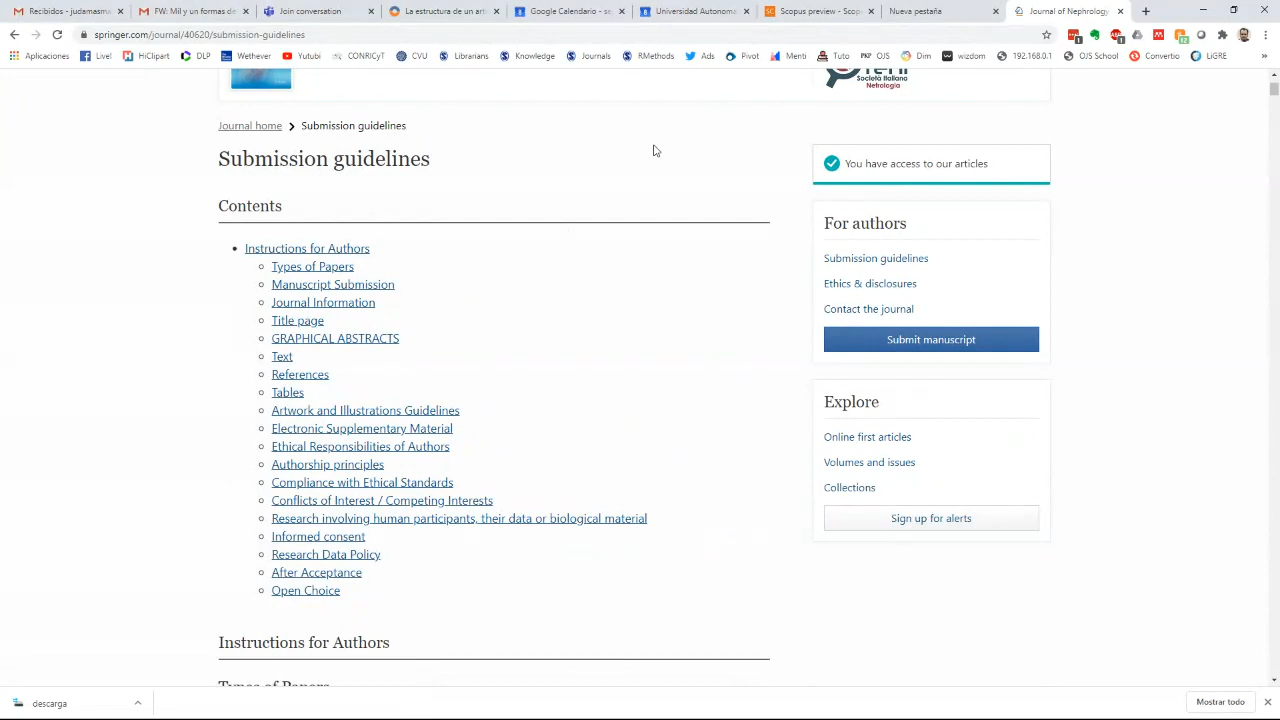 Recibidos - judamasma
FW: Mil y un formas de
Join conversation
La estructura de un arti
Google Calendario - se
Universidad Autonoma
Scopus preview - Scop
Nueva pestaña
Journal of Nephrology
springer.com/journal/40620/submission-guidelines
Aplicaciones
Live!
HiClipart
DLP
Wether
Yutubi
CONRICyT
CVU
Librarians
Knowledge
Journals
RMethods
Ads
Pivot
Menti
Tuto
OJS
Dim
wizdom
192.168.0.1
OJS School
Convertio
LiGRE
Società Italiana
Nefrologia
Journal home
Submission guidelines
Submission guidelines
Contents
Instructions for Authors
Types of Papers
Manuscript Submission
Journal Information
Title page
GRAPHICAL ABSTRACTS
Text
References
Tables
Artwork and Illustrations Guidelines
Electronic Supplementary Material
Ethical Responsibilities of Authors
Authorship principles
Compliance with Ethical Standards
Conflicts of Interest / Competing Interests
Research involving human participants, their data or biological material
Informed consent
Research Data Policy
After Acceptance
Open Choice
Instructions for Authors
Types of Papers
You have access to our articles
For authors
Submission guidelines
Ethics & disclosures
Contact the journal
Submit manuscript
Explore
Online first articles
Volumes and issues
Collections
Sign up for alerts
descarga
Mostrar todo